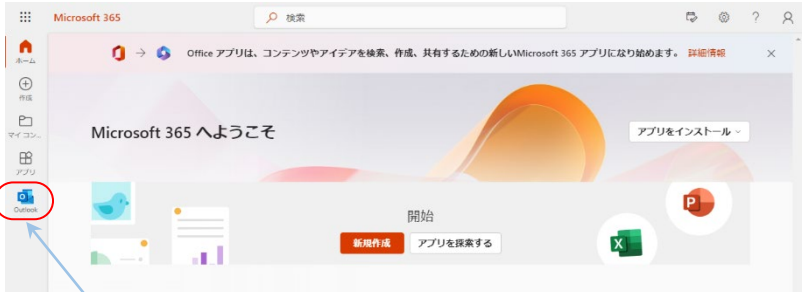 Microsoft 365
検索
?
Office アプリは、コンテンツやアイデアを検索、作成、共有するための新しいMicrosoft 365 アプリになり始めます。 詳細情報
ホーム
作成
マイ コン...
アプリ
Outlook
Microsoft 365 へようこそ
アプリをインストール
開始
新規作成
アプリを探索する
P
X